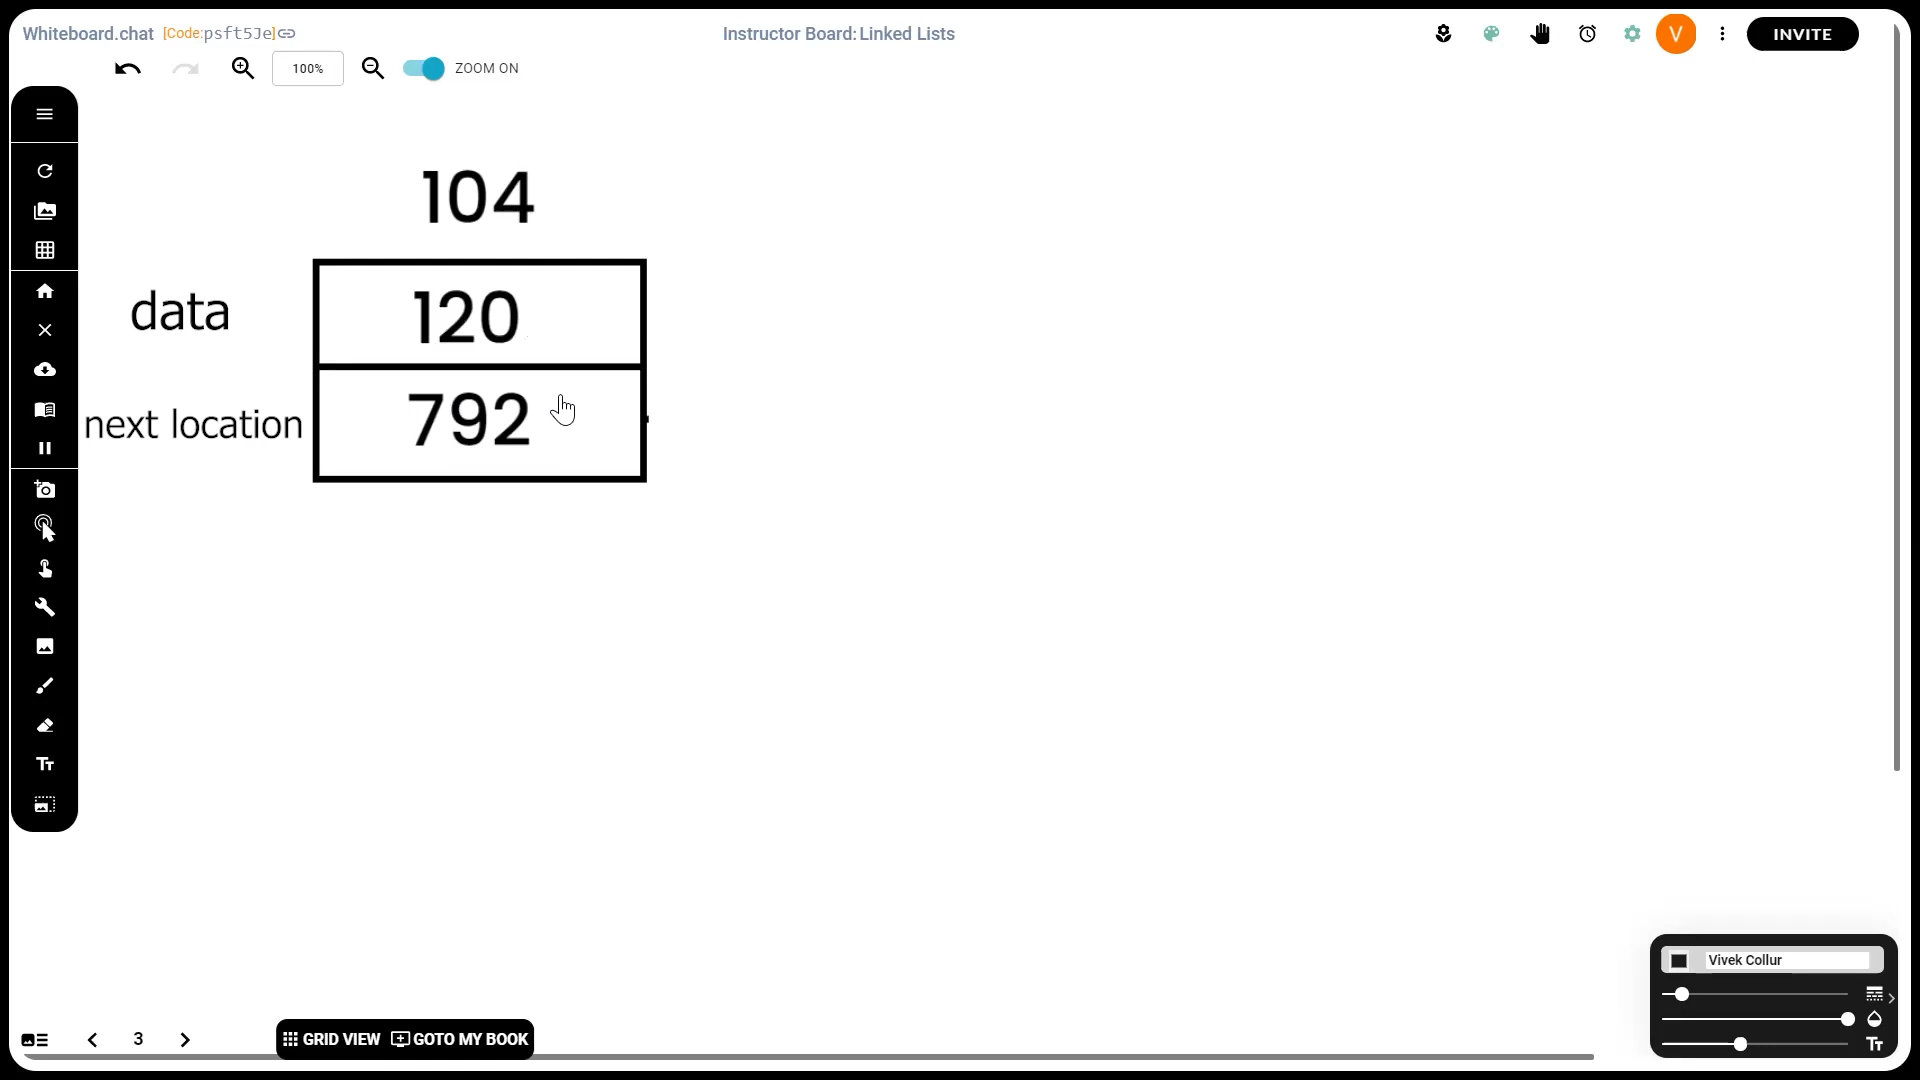 Whiteboard.chat [Code:psft5Je]
Instructor Board: Linked Lists
V
INVITE
100%
ZOOM ON
104
data
120
next location
792
Vivek Collur
3
GRID VIEW
GOTO MY BOOK